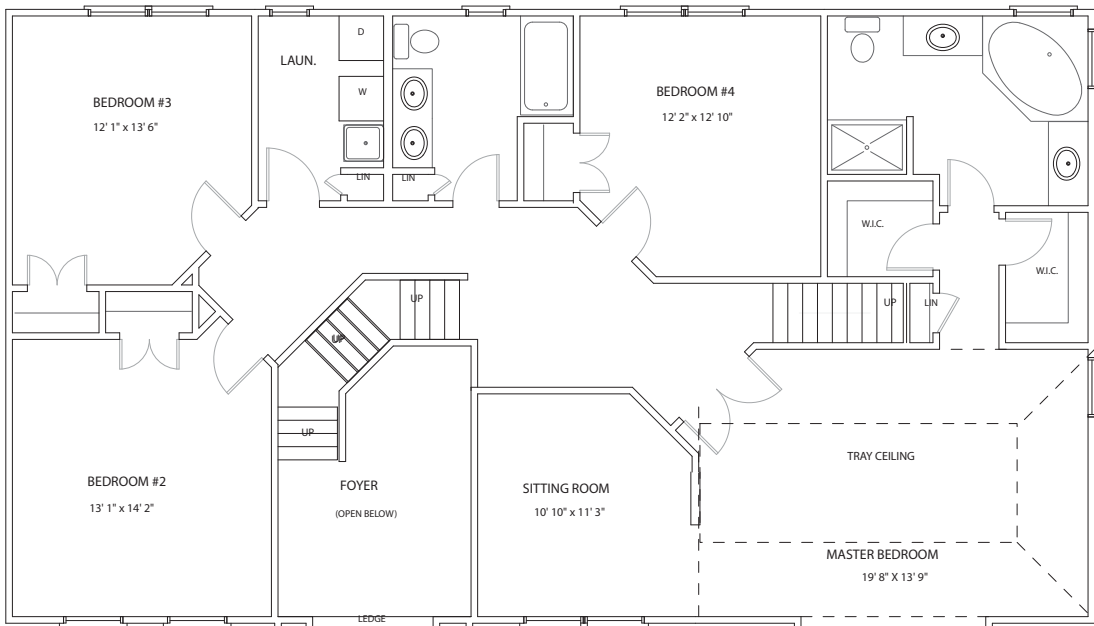 D
LAUN.
W
BEDROOM #3
12' 1" x 13' 6"
BEDROOM #4
12' 2" x 12' 10"
LIN
LIN
W.I.C.
W.I.C.
UP
UP
LIN
UP
UP
TRAY CEILING
BEDROOM #2
13' 1" x 14' 2"
FOYER
(OPEN BELOW)
SITTING ROOM
10' 10" x 11' 3"
MASTER BEDROOM
19' 8" X 13' 9"
LEDGE